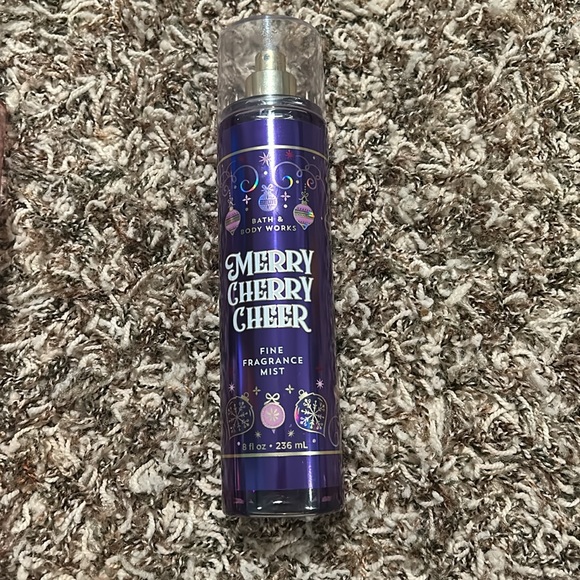 BATH &
BODY WORKS
MERRY
CHERRY
CHEER
FINE
FRAGRANCE
MIST
8 fl oz • 236 mL